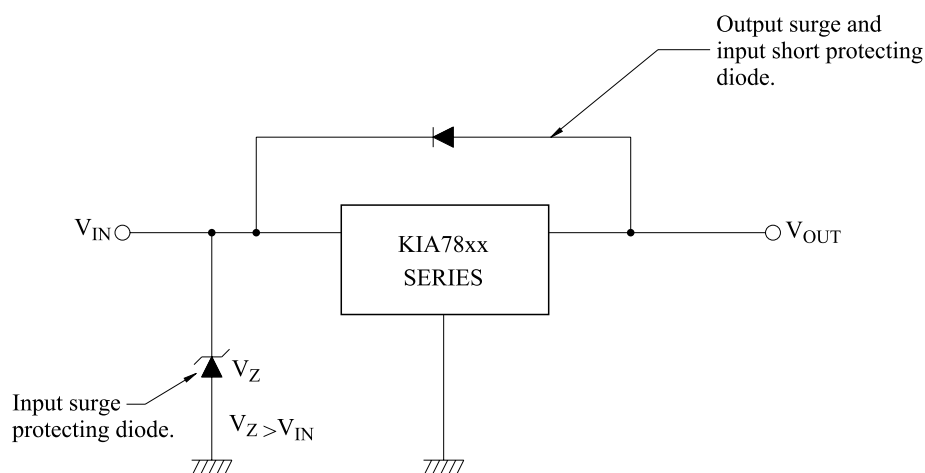 Output surge and
input short protecting
diode.
VIN
KIA78xx
SERIES
VOUT
VZ
Input surge
protecting diode.
VZ>VIN